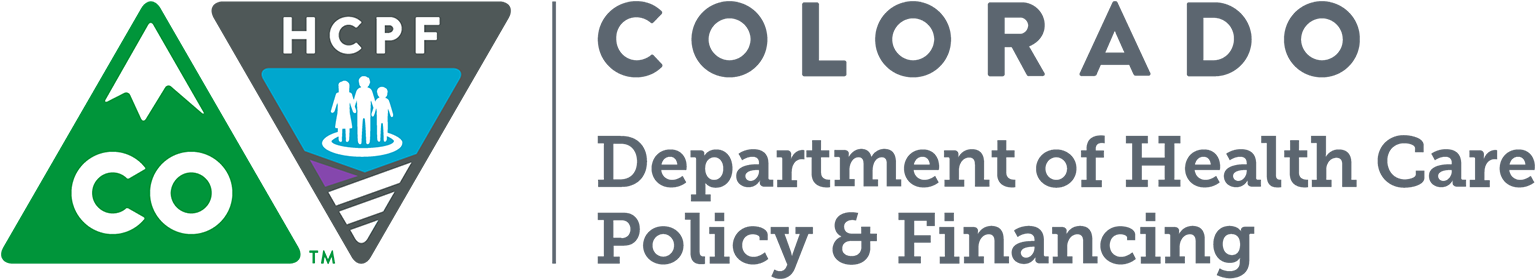 CO
TM
HCPF
COLORADO
Department of Health Care
Policy & Financing